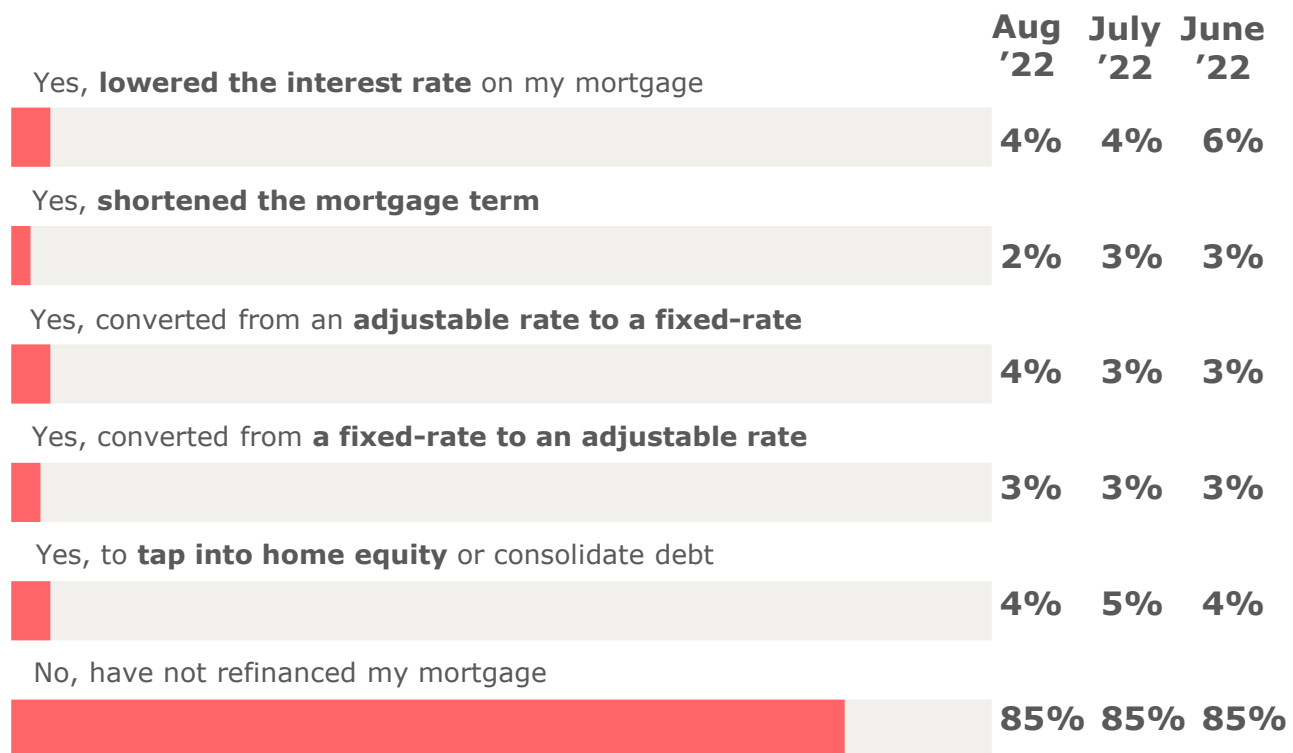 Aug July June
’22 ’22 ’22
Yes, lowered the interest rate on my mortgage
4% 4% 6%
Yes, shortened the mortgage term
2% 3% 3%
Yes, converted from an adjustable rate to a fixed-rate
4% 3% 3%
Yes, converted from a fixed-rate to an adjustable rate
3% 3% 3%
Yes, to tap into home equity or consolidate debt
4% 5% 4%
No, have not refinanced my mortgage
85% 85% 85%